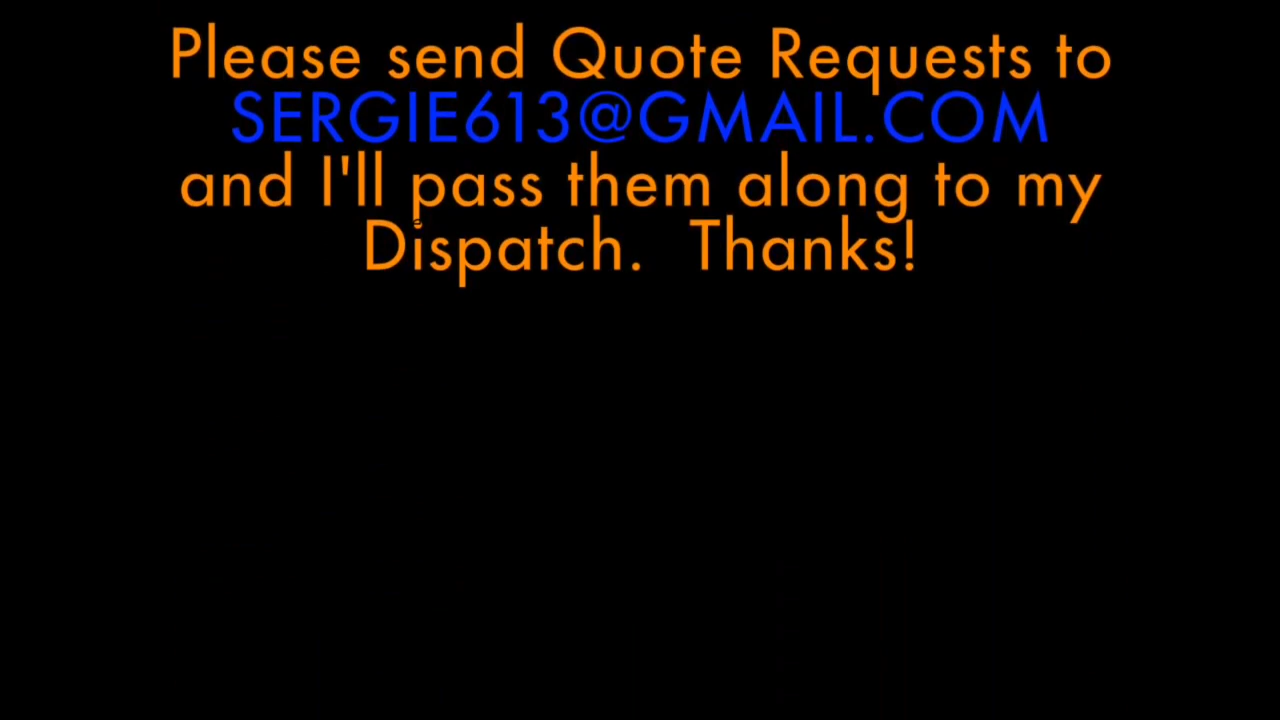 Please send Quote Requests to
SERGIE613@GMAIL.COM
and I'll pass them along to my
Dispatch.  Thanks!